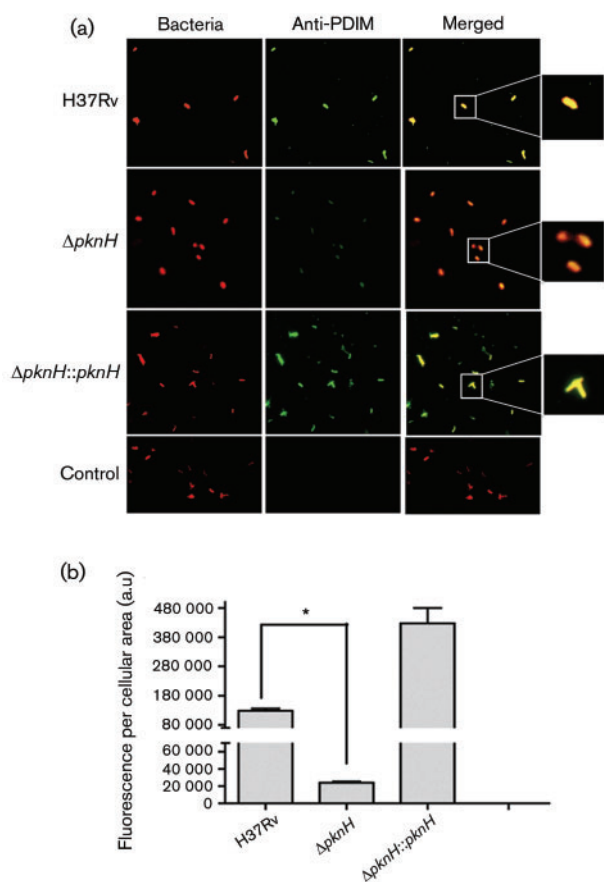 (a)
Bacteria Anti-PDIM Merged
H37Rv
ΔpknH
ΔpknH::pknH
Control
(b)
Fluorescence per cellular area (a.u)
480 000
380 000
280 000
180 000
80 000
60 000
40 000
20 000
0
*
H37Rv ΔpknH ΔpknH::pknH